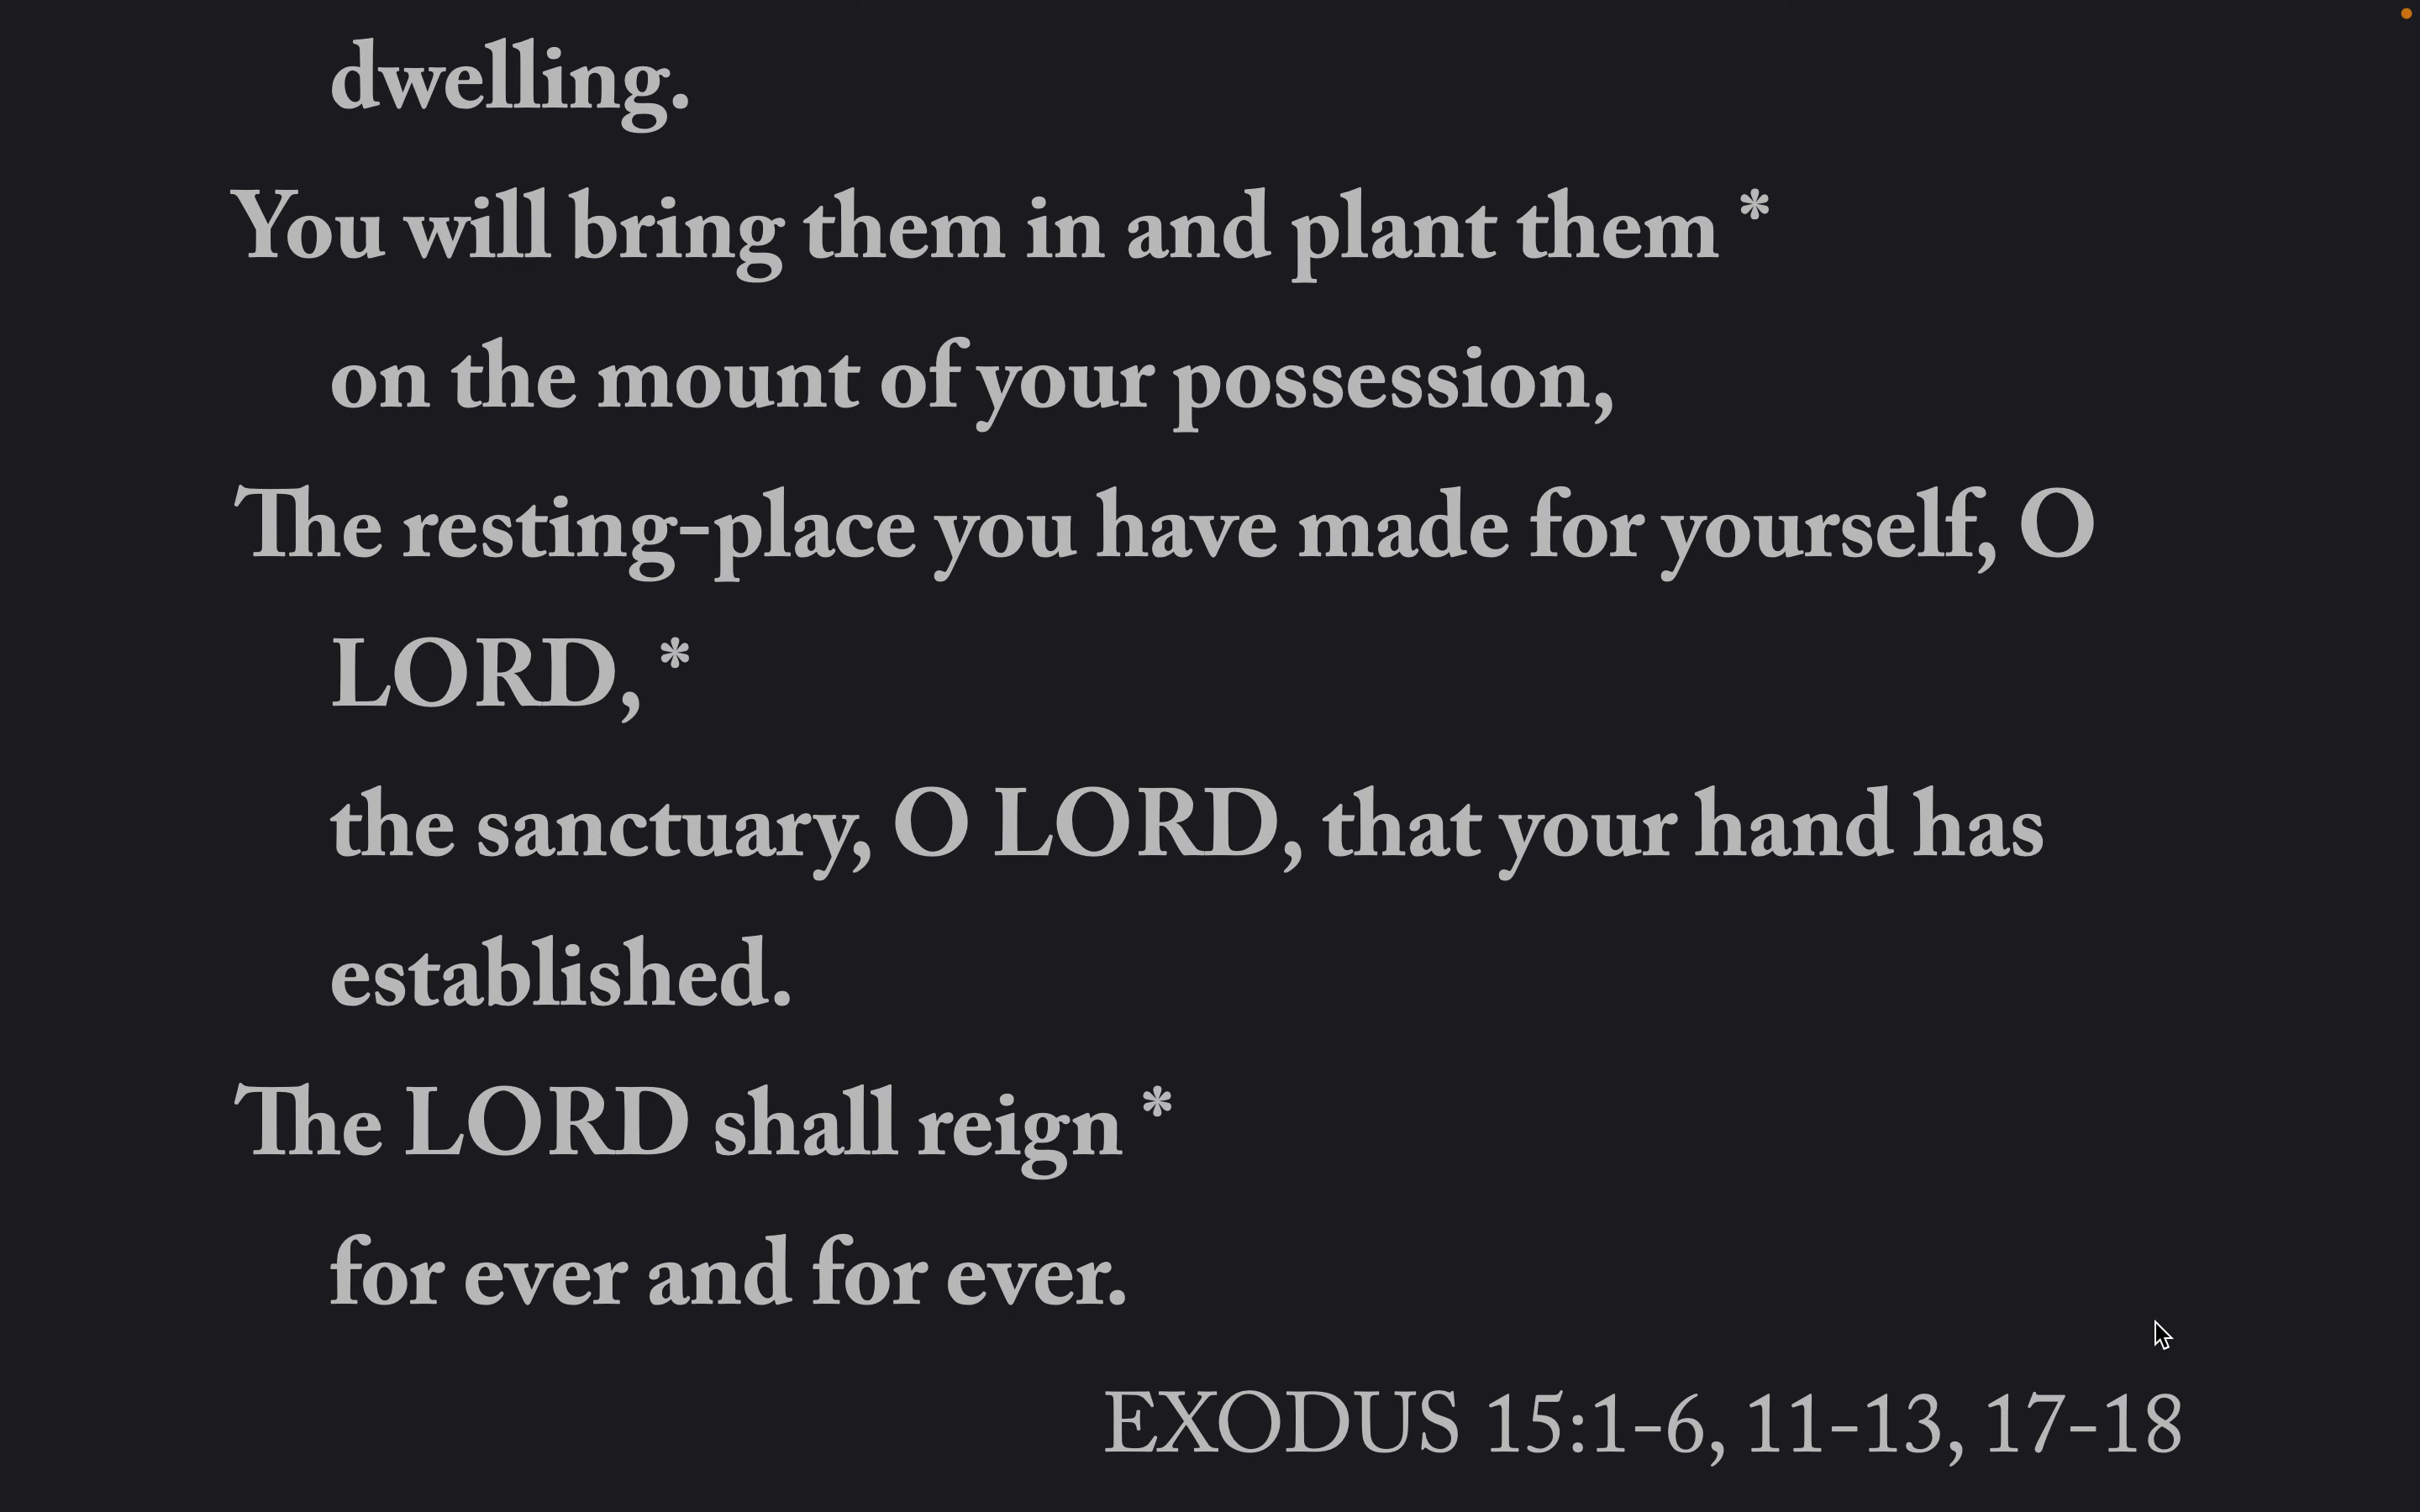 dwelling.
You will bring them in and plant them *
on the mount of your possession,
The resting-place you have made for yourself, O
LORD, *
the sanctuary, O LORD, that your hand has
established.
The LORD shall reign *
for ever and for ever.
EXODUS 15:1–6, 11–13, 17–18